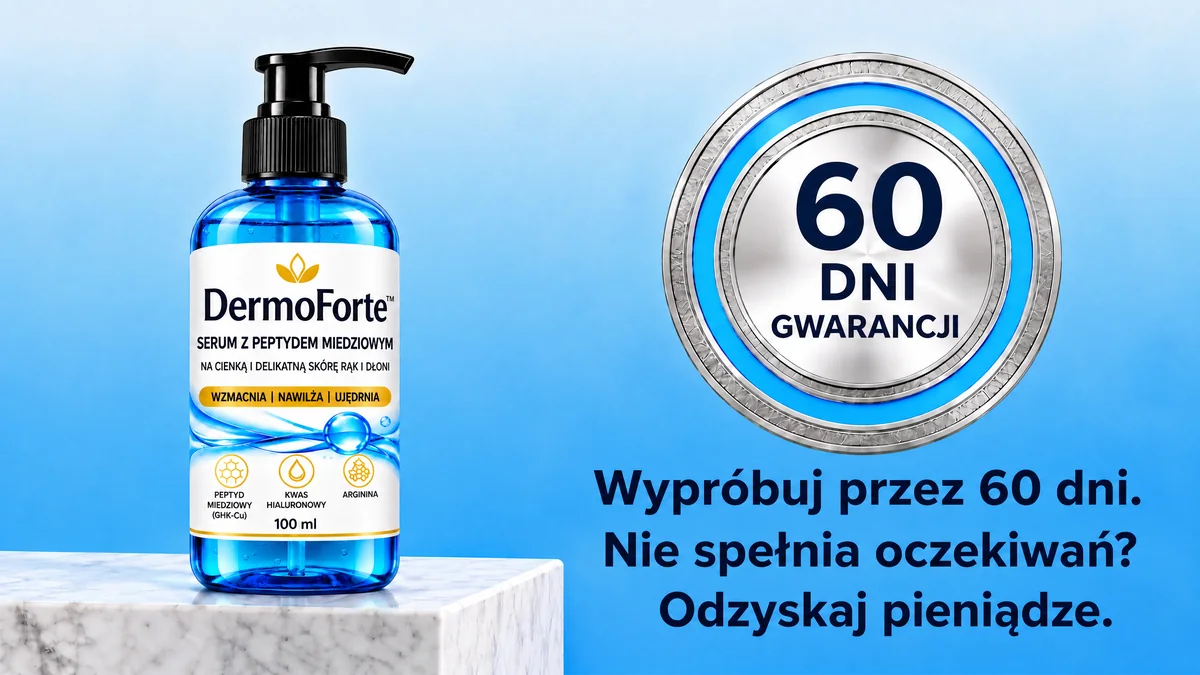 DermoForte™
SERUM Z PEPTYDEM MIEDZIOWYM
NA CIENKĄ I DELIKATNĄ SKÓRĘ RĄK I DŁONI
WZMACNIA | NAWILŻA | UJĘDRNIA
PEPTYD
MIEDZIOWY
(GHK-Cu)
KWAS
HIALURONOWY
ARGININA
100 ml
60
DNI
GWARANCJI
Wypróbuj przez 60 dni.
Nie spełnia oczekiwań?
Odzyskaj pieniądze.